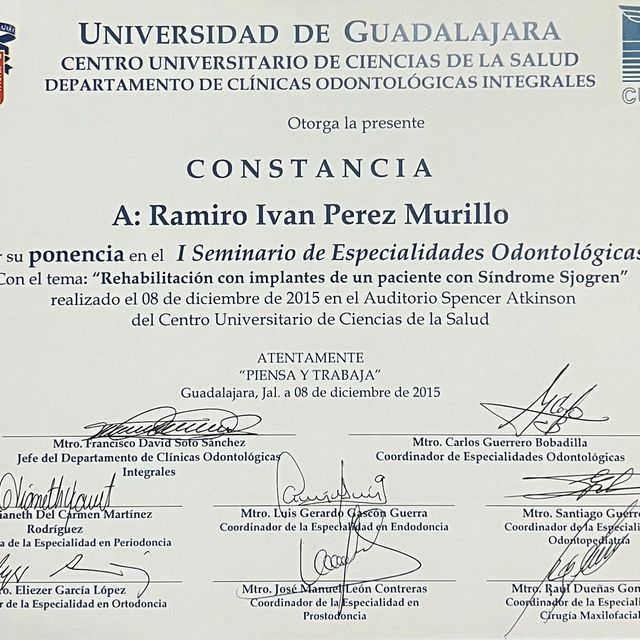 UNIVERSIDAD DE GUADALAJARA
CENTRO UNIVERSITARIO DE CIENCIAS DE LA SALUD
DEPARTAMENTO DE CLÍNICAS ODONTOLÓGICAS INTEGRALES
Otorga la presente
CONSTANCIA
A: Ramiro Ivan Perez Murillo
su ponencia en el I Seminario de Especialidades Odontológicas
Con el tema: “Rehabilitación con implantes de un paciente con Síndrome Sjogren”
realizado el 08 de diciembre de 2015 en el Auditorio Spencer Atkinson
del Centro Universitario de Ciencias de la Salud
ATENTAMENTE
“PIENSA Y TRABAJA”
Guadalajara, Jal. a 08 de diciembre de 2015
Mtro. Francisco David Soto Sánchez
Jefe del Departamento de Clínicas Odontológicas
Integrales
Mtro. Carlos Guerrero Bobadilla
Coordinador de Especialidades Odontológicas
Del Carmen Martínez
Rodríguez
de la Especialidad en Periodoncia
Mtro. Luis Gerardo Gascón Guerra
Coordinador de la Especialidad en Endodoncia
Mtro. Santiago
Coordinador de la
Odontopediatría
Eliezer García López
de la Especialidad en Ortodoncia
Mtro. José Manuel León Contreras
Coordinador de la Especialidad en
Prostodoncia
Mtro. Raúl Dueñas
Coordinador de la
Cirugía Maxilofacial